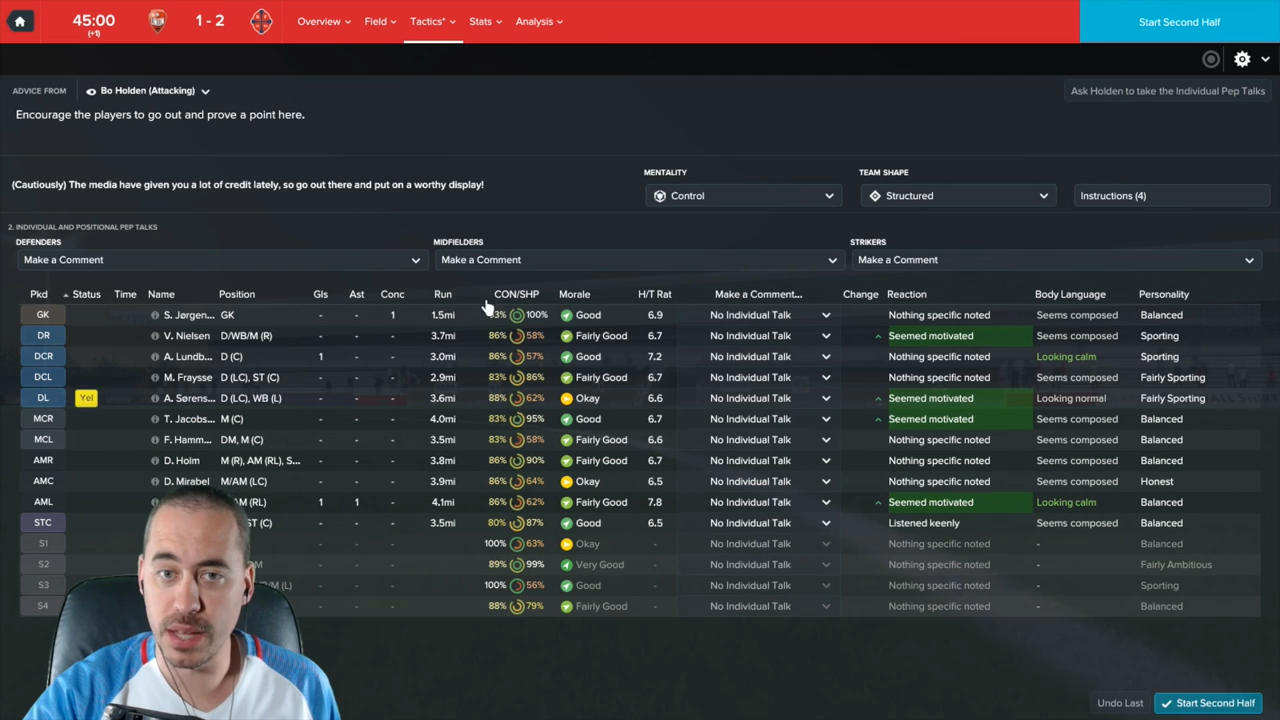 45:00
(+1)
1 - 2
Overview
Field
Tactics*
Stats
Analysis
Start Second Half
ADVICE FROM
Bo Holden (Attacking)
Ask Holden to take the Individual Pep Talks
Encourage the players to go out and prove a point here.
(Cautiously) The media have given you a lot of credit lately, so go out there and put on a worthy display!
MENTALITY
Control
TEAM SHAPE
Structured
Instructions (4)
2. INDIVIDUAL AND POSITIONAL PEP TALKS
DEFENDERS
Make a Comment
MIDFIELDERS
Make a Comment
STRIKERS
Make a Comment
Pkd Status Time Name Position Gls Ast Conc Run CON/SHP Morale H/T Rat Make a Comment... Change Reaction Body Language Personality
GK S. Jørgen... GK - - 1 1.5mi 100% Good 6.9 No Individual Talk Nothing specific noted Seems composed Balanced
DR V. Nielsen D/WB/M (R) - - - 3.7mi 86% 58% Fairly Good 6.7 No Individual Talk Seemed motivated Seems composed Sporting
DCR A. Lundb... D (C) 1 - - 3.0mi 86% 57% Good 7.2 No Individual Talk Nothing specific noted Looking calm Sporting
DCL M. Fraysse D (LC), ST (C) - - - 2.9mi 83% 86% Fairly Good 6.7 No Individual Talk Nothing specific noted Seems composed Fairly Sporting
DL Yel A. Sørens... D (LC), WB (L) - - - 3.6mi 88% 62% Okay 6.6 No Individual Talk Seemed motivated Looking normal Fairly Sporting
MCR T. Jacobs... M (C) - - - 4.0mi 83% 95% Good 6.7 No Individual Talk Seemed motivated Seems composed Balanced
MCL F. Hamm... DM, M (C) - - - 3.5mi 83% 58% Fairly Good 6.6 No Individual Talk Nothing specific noted Seems composed Balanced
AMR D. Holm M (R), AM (RL), S... - - - 3.8mi 86% 90% Fairly Good 6.7 No Individual Talk Nothing specific noted Seems composed Balanced
AMC D. Mirabel M/AM (LC) - - - 3.9mi 86% 64% Okay 6.5 No Individual Talk Nothing specific noted Seems composed Honest
AML (RL) 1 1 - 4.1mi 86% 62% Fairly Good 7.8 No Individual Talk Seemed motivated Looking calm Balanced
STC ST (C) - - - 3.5mi 80% 87% Good 6.5 No Individual Talk Listened keenly Seems composed Balanced
S1 100% 63% Okay - No Individual Talk Nothing specific noted - Balanced
S2 89% 99% Very Good - No Individual Talk Nothing specific noted - Fairly Ambitious
S3 (L) 100% 56% Good - No Individual Talk Nothing specific noted - Sporting
S4 88% 79% Fairly Good - No Individual Talk Nothing specific noted - Balanced
Undo Last
Start Second Half